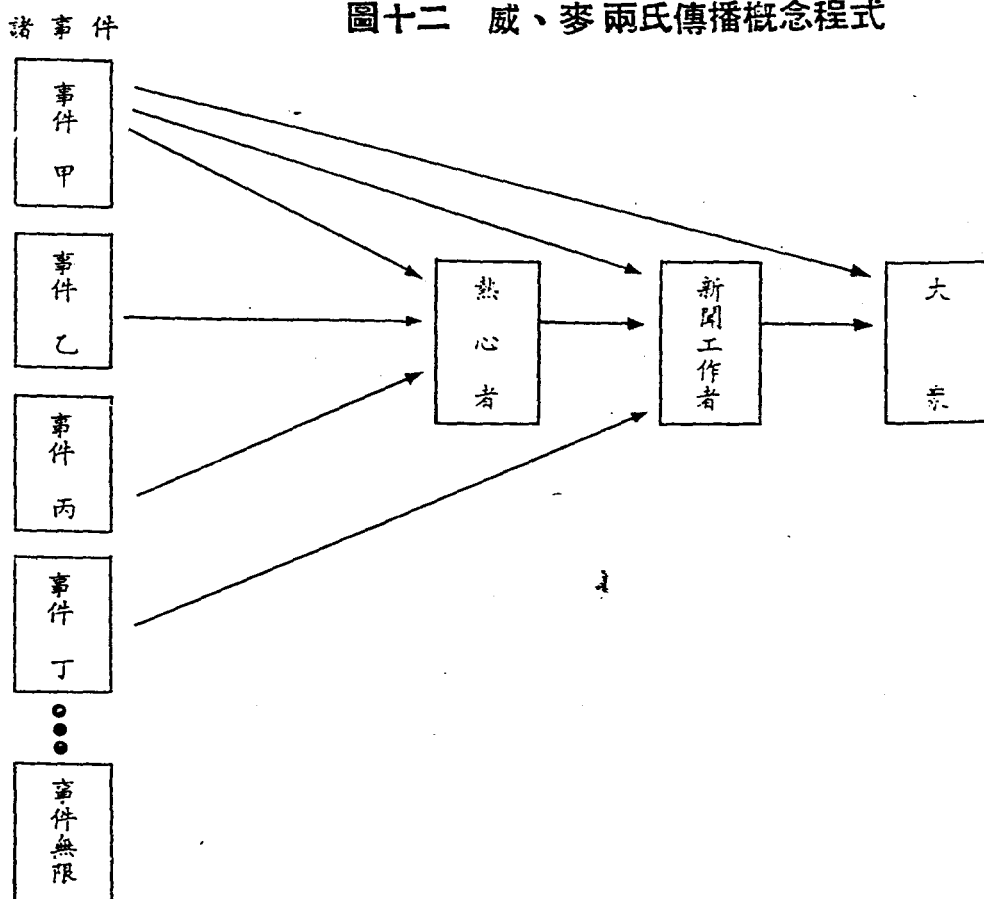 圖十二 威、麥兩氏傳播概念程式
諸事件
事件 甲
事件 乙
事件 丙
事件 丁
事件無限
熱心者
新聞工作者
大眾